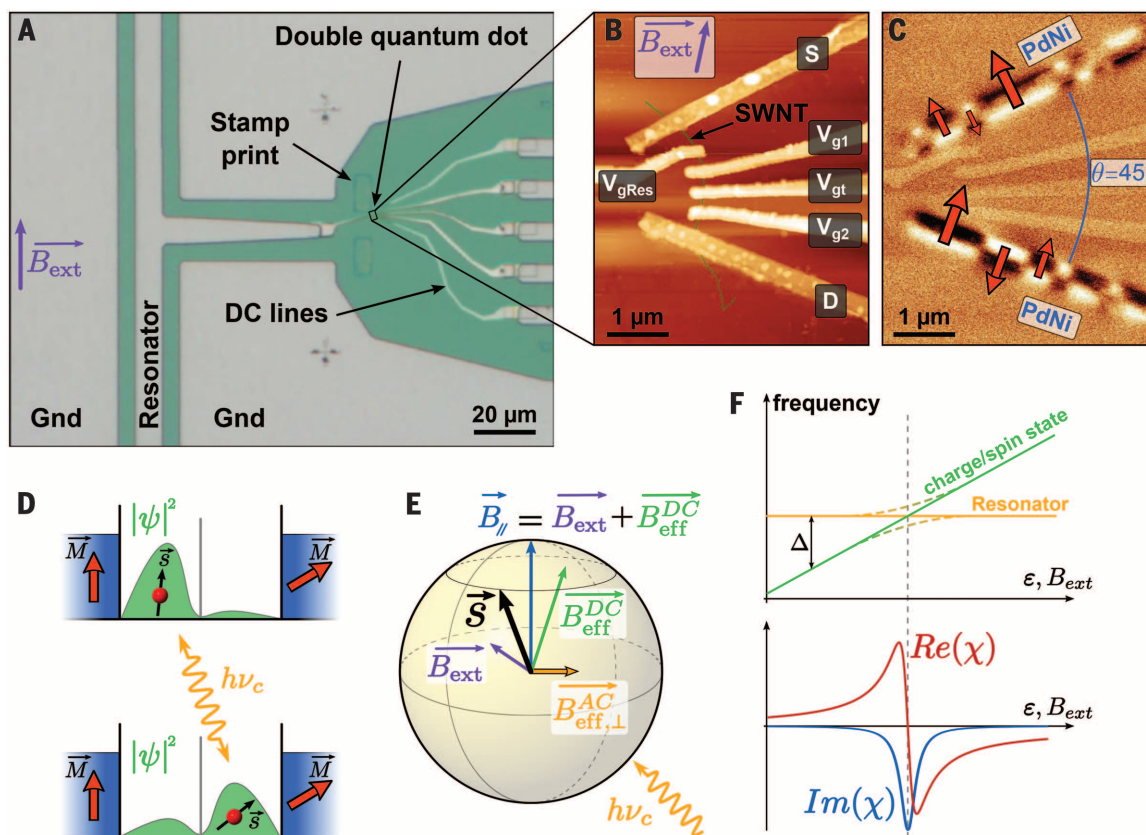 A
Double quantum dot
Stamp
print
B_ext
DC lines
Gnd
Resonator
Gnd
20 µm
B
B_ext
S
SWNT
V_g1
V_gRes
V_gt
V_g2
D
1 µm
C
PdNi
θ=45
PdNi
1 µm
D
|ψ|²
M
s
M
hν_c
|ψ|²
M
s
M
E
B_// = B_ext + B_eff^DC
s
B_eff^DC
B_ext
B_eff,⊥^AC
hν_c
F
frequency
charge/spin state
Resonator
Δ
ε, B_ext
Re(χ)
ε, B_ext
Im(χ)